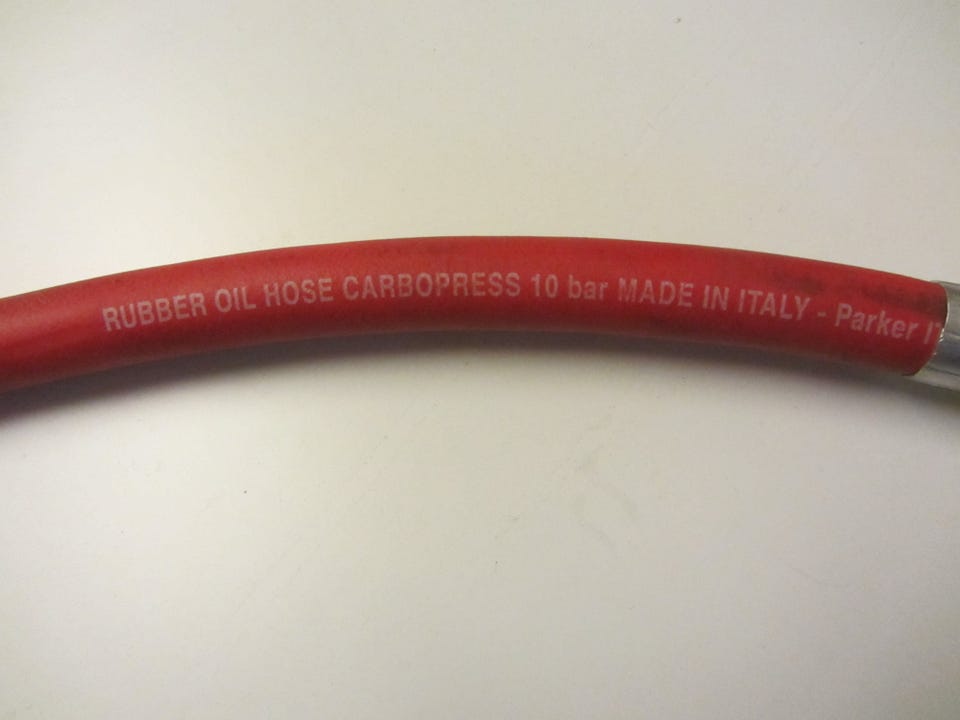 RUBBER OIL HOSE CARBOPRESS 10 bar MADE IN ITALY - Parker